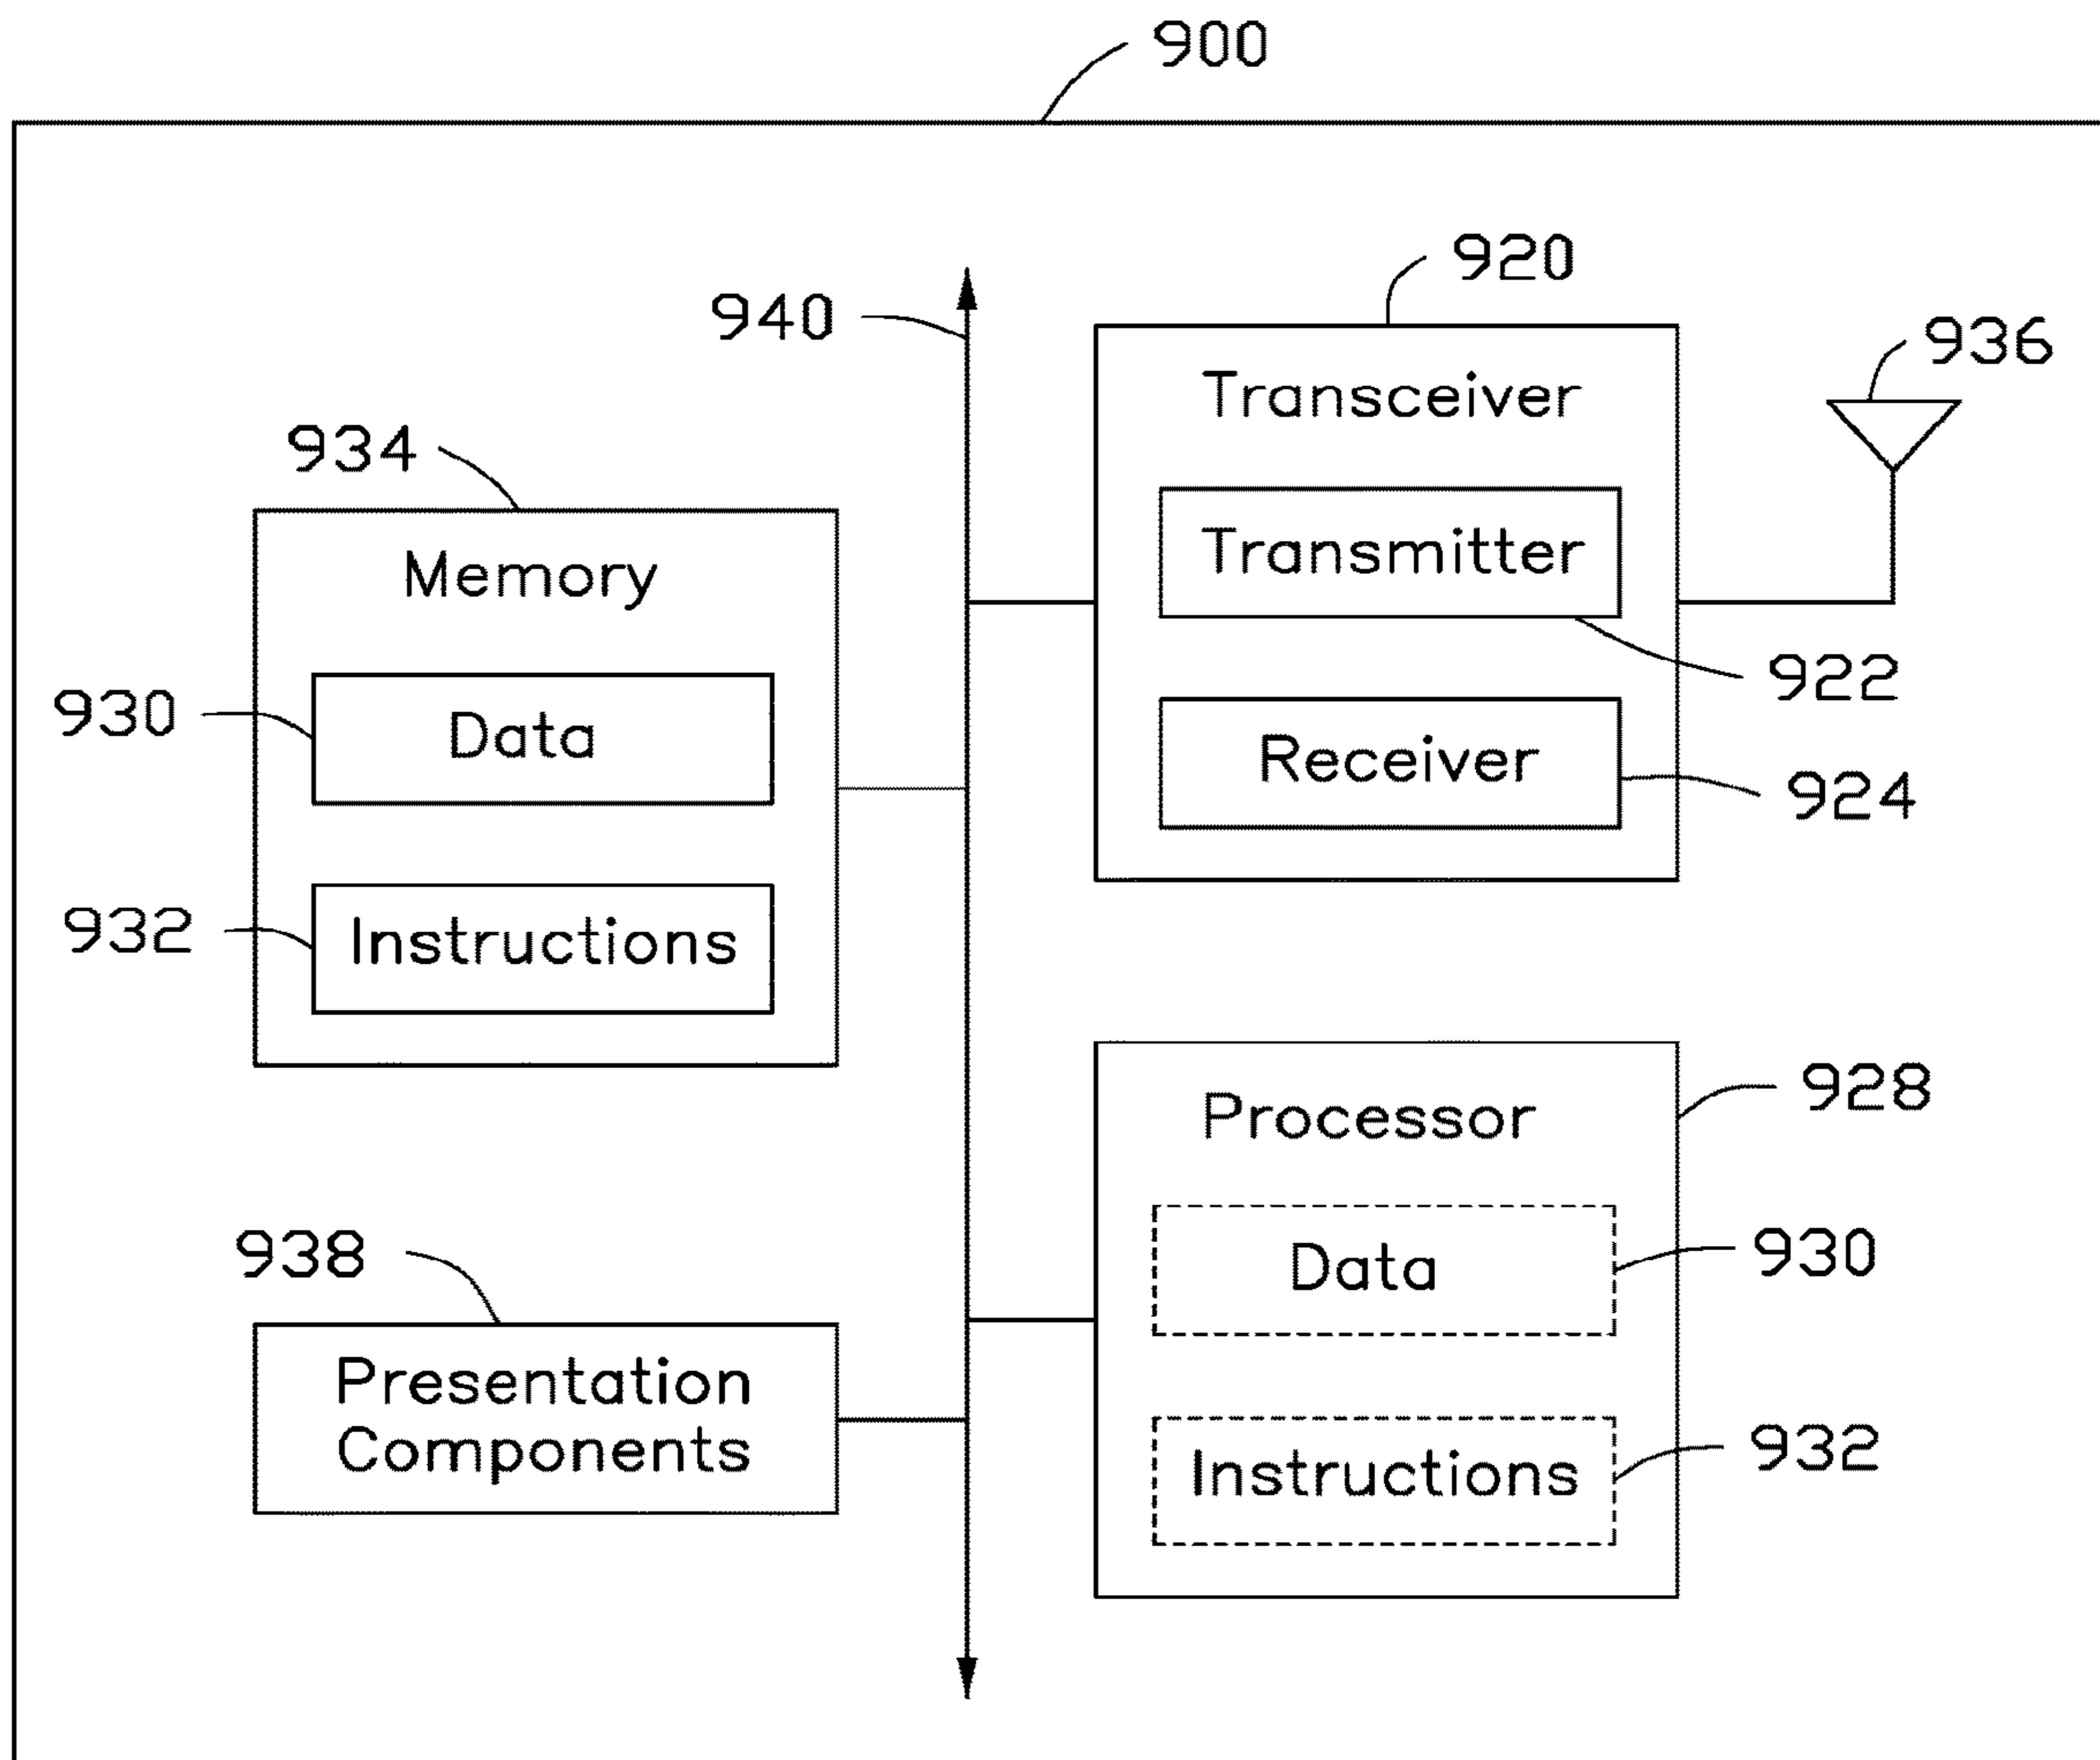 900
920
940
936
Transceiver
934
Transmitter
Memory
922
930
Data
Receiver
924
932
Instructions
928
Processor
938
Data
930
Presentation
Components
Instructions
932